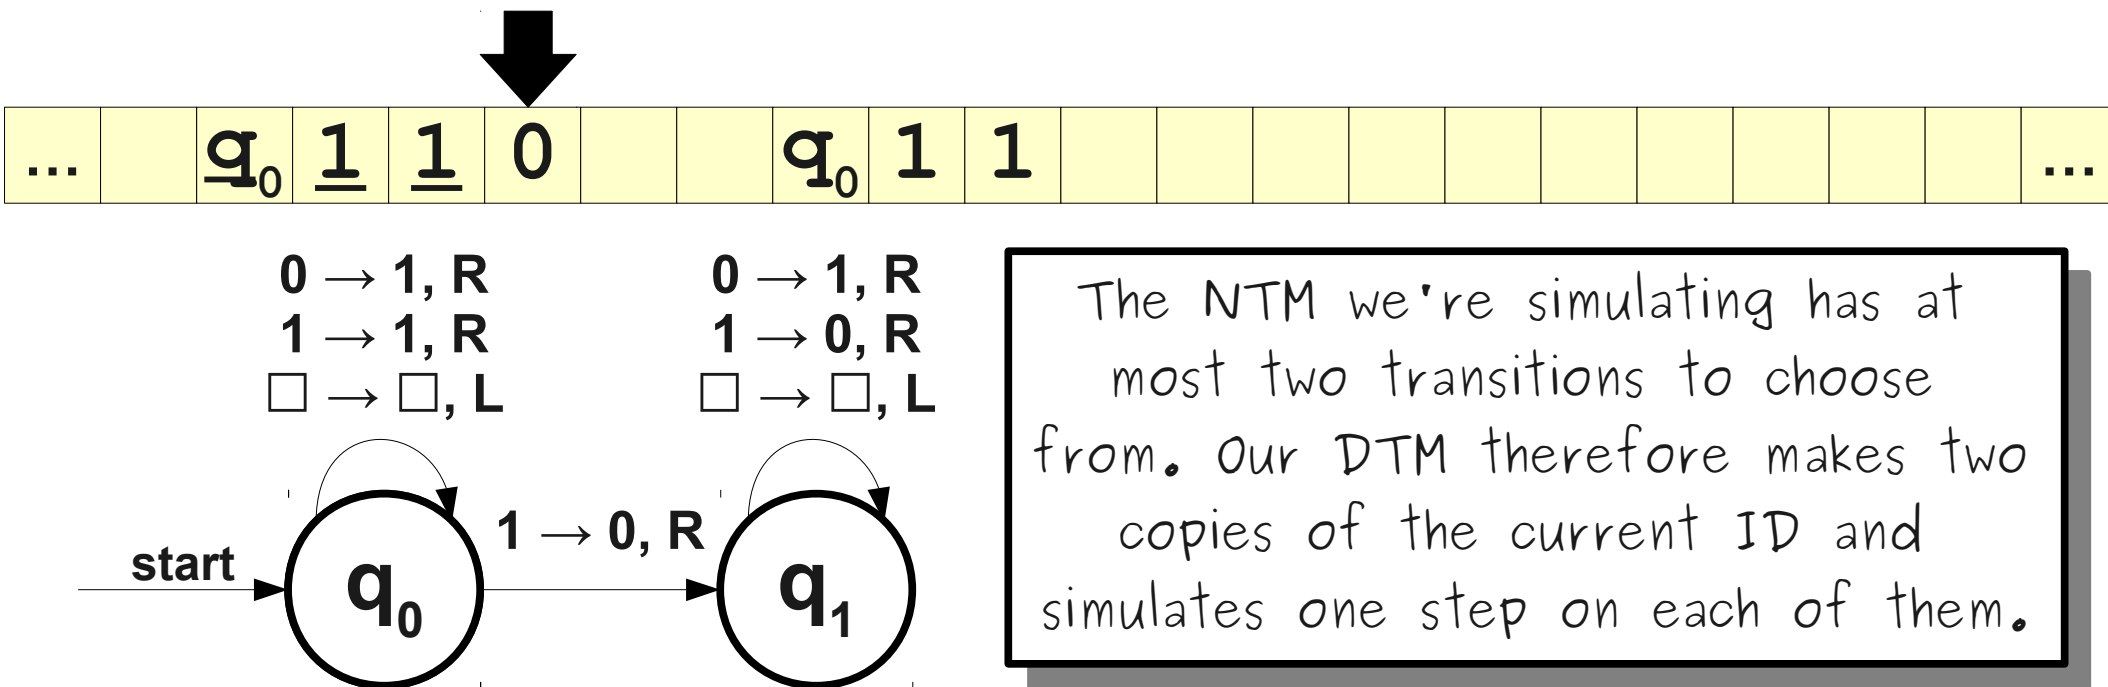 ... q₀ 1 1 0 q₀ 1 1 ...
0 → 1, R
1 → 1, R
□ → □, L
0 → 1, R
1 → 0, R
□ → □, L
start
q₀
1 → 0, R
q₁
The NTM we're simulating has at
most two transitions to choose
from. Our DTM therefore makes two
copies of the current ID and
simulates one step on each of them.